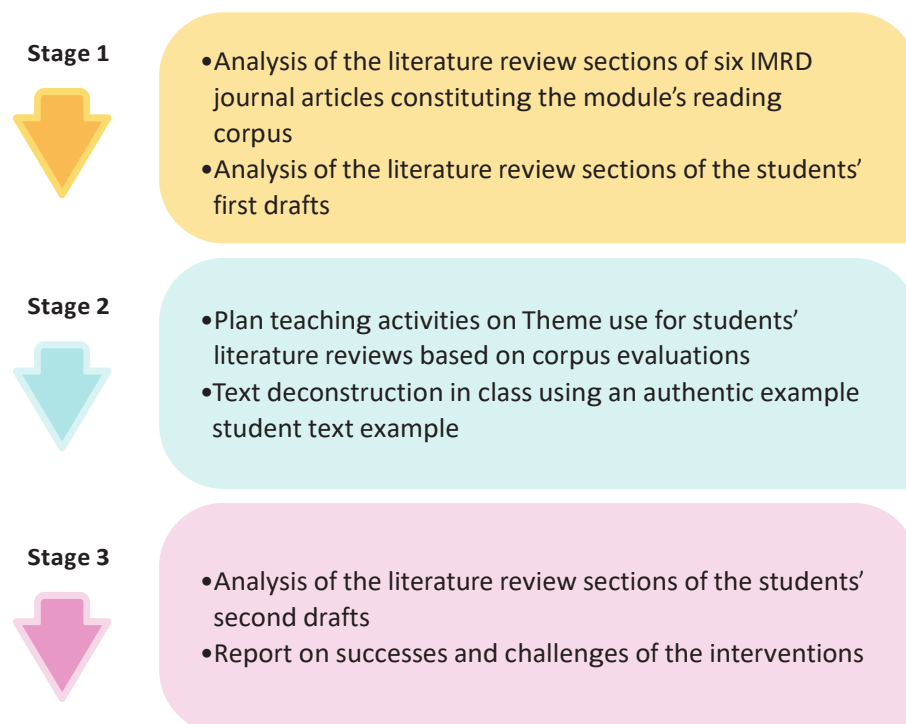 Stage 1
•Analysis of the literature review sections of six IMRD
journal articles constituting the module’s reading
corpus
•Analysis of the literature review sections of the students’
first drafts
Stage 2
•Plan teaching activities on Theme use for students’
literature reviews based on corpus evaluations
•Text deconstruction in class using an authentic example
student text example
Stage 3
•Analysis of the literature review sections of the students’
second drafts
•Report on successes and challenges of the interventions